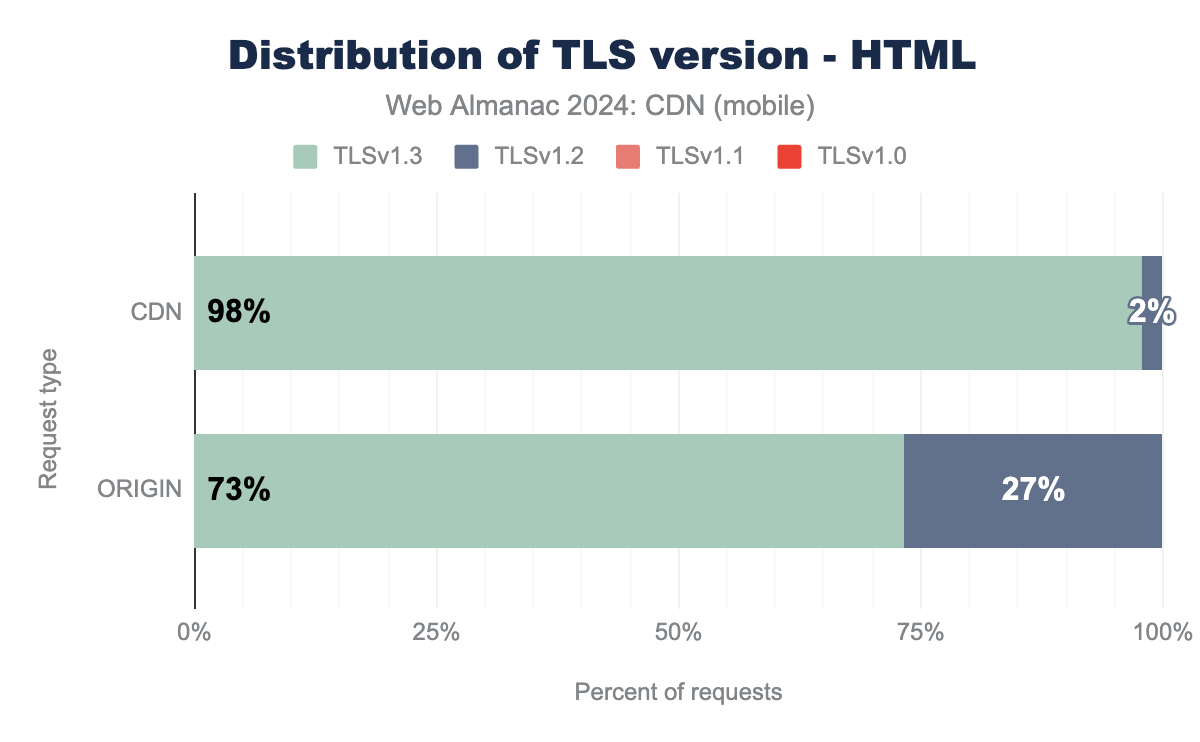 Distribution of TLS version - HTML
Web Almanac 2024: CDN (mobile)
TLSv1.3 TLSv1.2 TLSv1.1 TLSv1.0
Request type
CDN 98% 2%
ORIGIN 73% 27%
0% 25% 50% 75% 100%
Percent of requests